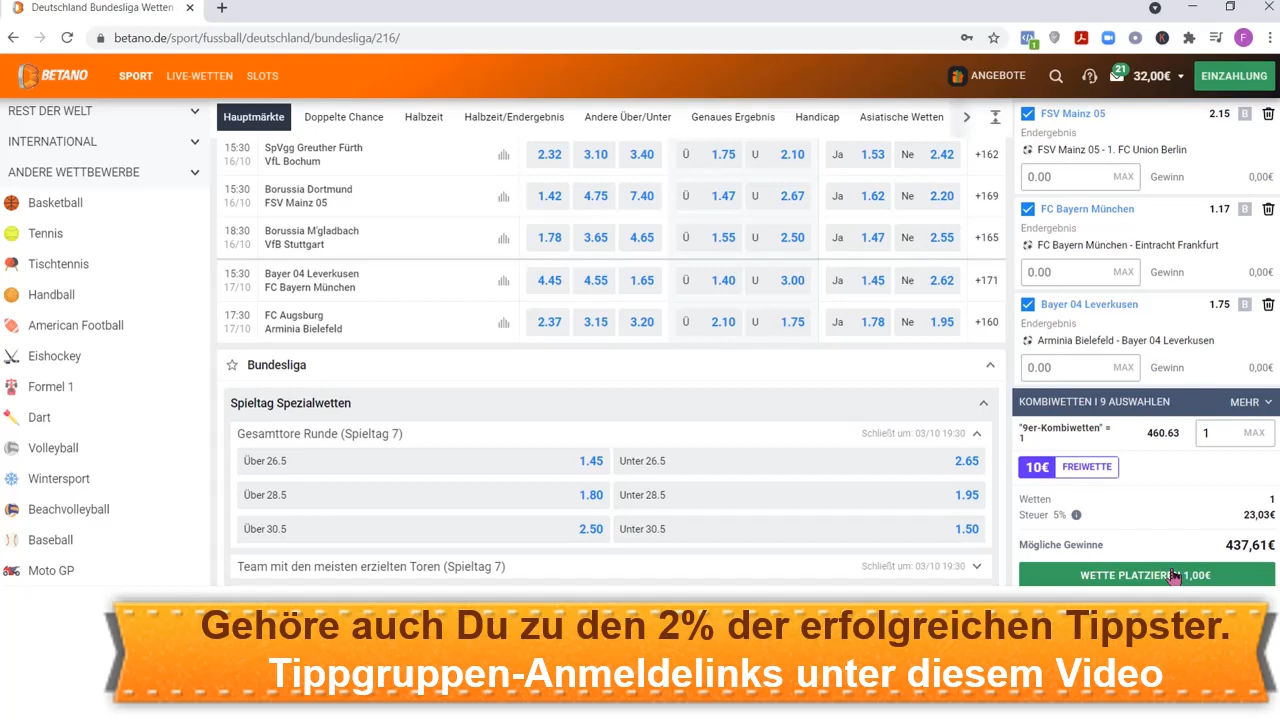 Deutschland Bundesliga Wetten
betano.de/sport/fussball/deutschland/bundesliga/216/
BETANO SPORT LIVE-WETTEN SLOTS ANGEBOTE 21 32,00€ EINZAHLUNG
REST DER WELT
INTERNATIONAL
ANDERE WETTBEWERBE
Basketball
Tennis
Tischtennis
Handball
American Football
Eishockey
Formel 1
Dart
Volleyball
Wintersport
Beachvolleyball
Baseball
Moto GP
Hauptmärkte Doppelte Chance Halbzeit Halbzeit/Endergebnis Andere Über/Unter Genaues Ergebnis Handicap Asiatische Wetten
15:30 SpVgg Greuther Fürth
16/10 VfL Bochum
2.32 3.10 3.40 Ü 1.75 U 2.10 Ja 1.53 Ne 2.42 +162
15:30 Borussia Dortmund
16/10 FSV Mainz 05
1.42 4.75 7.40 Ü 1.47 U 2.67 Ja 1.62 Ne 2.20 +169
18:30 Borussia M'gladbach
16/10 VfB Stuttgart
1.78 3.65 4.65 Ü 1.55 U 2.50 Ja 1.47 Ne 2.55 +165
15:30 Bayer 04 Leverkusen
17/10 FC Bayern München
4.45 4.55 1.65 Ü 1.40 U 3.00 Ja 1.45 Ne 2.62 +171
17:30 FC Augsburg
17/10 Arminia Bielefeld
2.37 3.15 3.20 Ü 2.10 U 1.75 Ja 1.78 Ne 1.95 +160
Bundesliga
Spieltag Spezialwetten
Gesamttore Runde (Spieltag 7) Schließt um: 03/10 19:30
Über 26.5 1.45 Unter 26.5 2.65
Über 28.5 1.80 Unter 28.5 1.95
Über 30.5 2.50 Unter 30.5 1.50
Team mit den meisten erzielten Toren (Spieltag 7) Schließt um: 03/10 19:30
FSV Mainz 05 2.15 B
Endergebnis
FSV Mainz 05 - 1. FC Union Berlin
0.00 MAX Gewinn 0,00€
FC Bayern München 1.17 B
Endergebnis
FC Bayern München - Eintracht Frankfurt
0.00 MAX Gewinn 0,00€
Bayer 04 Leverkusen 1.75 B
Endergebnis
Arminia Bielefeld - Bayer 04 Leverkusen
0.00 MAX Gewinn 0,00€
KOMBIWETTEN I 9 AUSWAHLEN MEHR
"9er-Kombiwetten" =
1
460.63 1 MAX
10€ FREIWETTE
Wetten 1
Steuer 5% 23,03€
Mögliche Gewinne 437,61€
WETTE PLATZIEREN 1,00€
Gehöre auch Du zu den 2% der erfolgreichen Tippster.
Tippgruppen-Anmeldelinks unter diesem Video